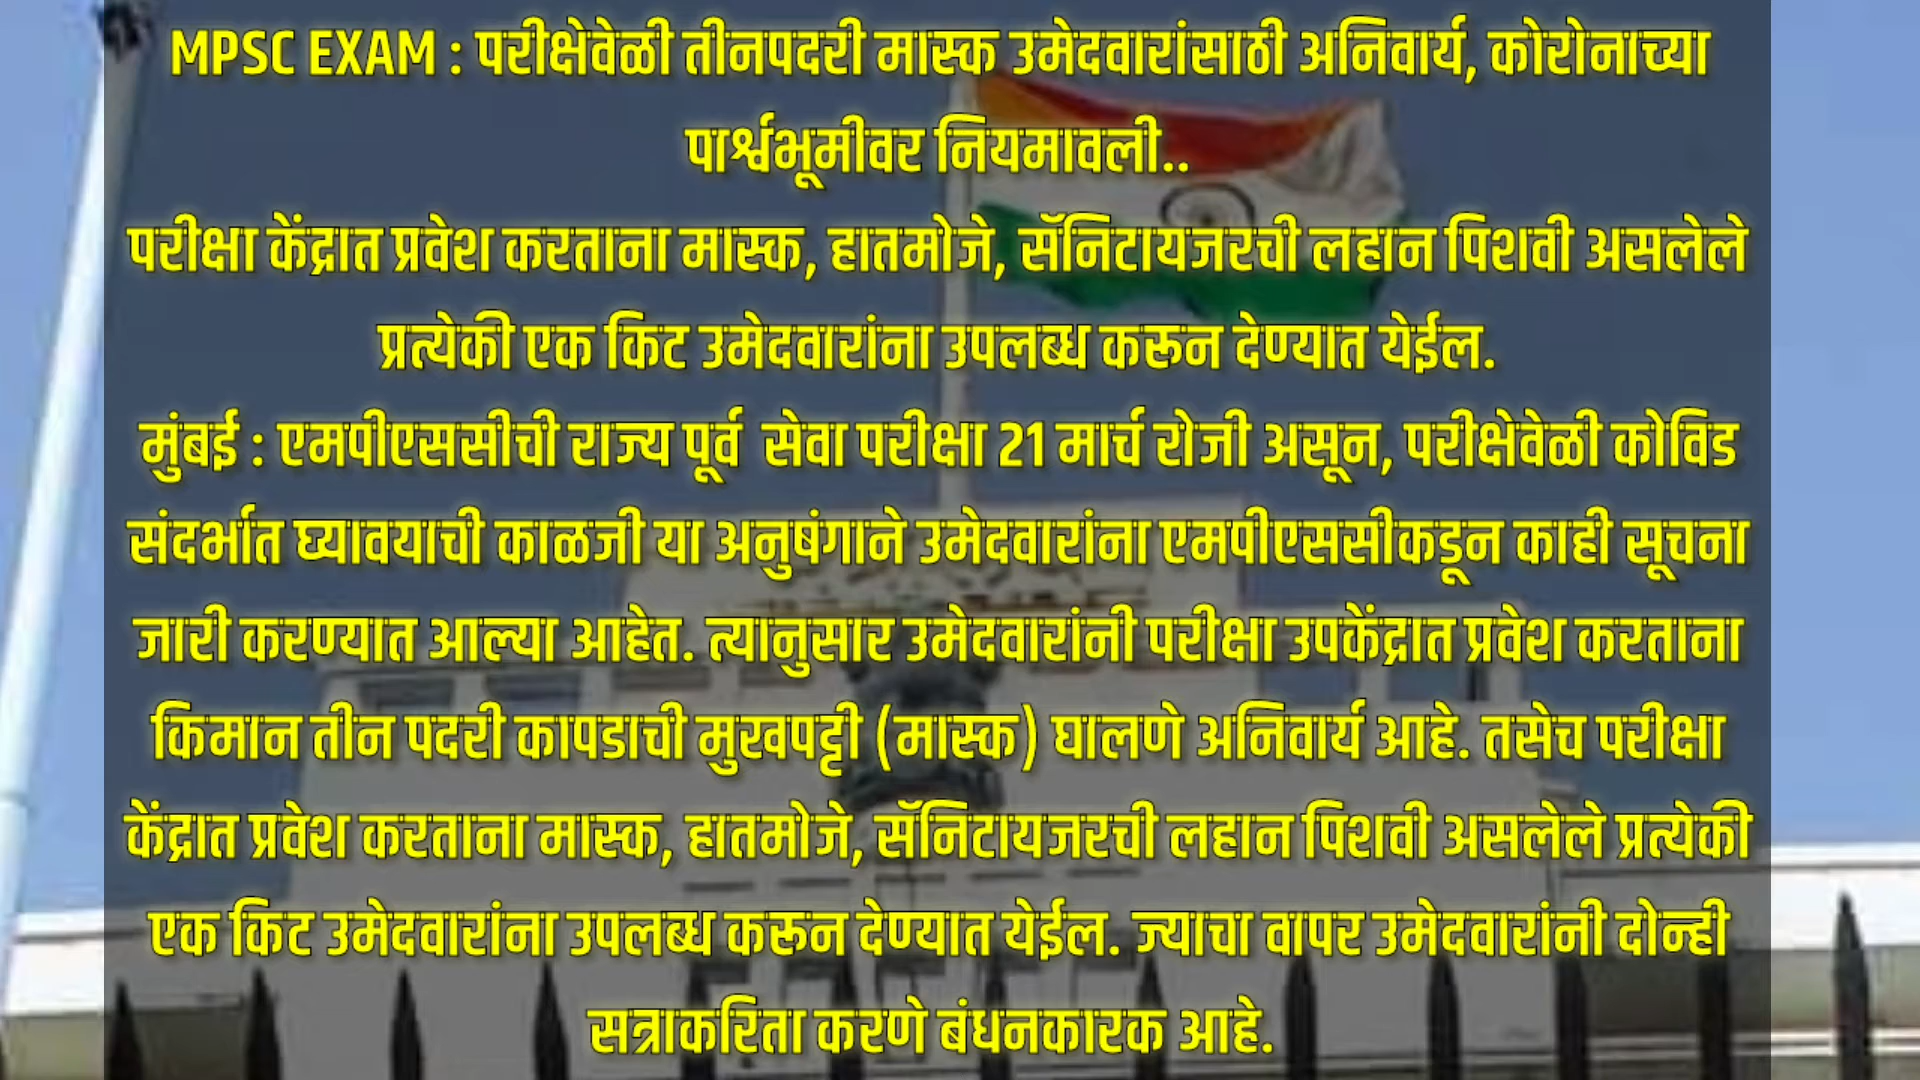 MPSC EXAM : परीक्षेवेळी तीनपदरी मास्क उमेदवारांसाठी अनिवार्य, कोरोनाच्या
पार्श्वभूमीवर नियमावली..
परीक्षा केंद्रात प्रवेश करताना मास्क, हातमोजे, सॅनिटायजरची लहान पिशवी असलेले
प्रत्येकी एक किट उमेदवारांना उपलब्ध करून देण्यात येईल.
मुंबई : एमपीएससीची राज्य पूर्व सेवा परीक्षा 21 मार्च रोजी असून, परीक्षेवेळी कोविड
संदर्भात घ्यावयाची काळजी या अनुषंगाने उमेदवारांना एमपीएससीकडून काही सूचना
जारी करण्यात आल्या आहेत. त्यानुसार उमेदवारांनी परीक्षा उपकेंद्रात प्रवेश करताना
किमान तीन पदरी कापडाची मुखपट्टी (मास्क) घालणे अनिवार्य आहे. तसेच परीक्षा
केंद्रात प्रवेश करताना मास्क, हातमोजे, सॅनिटायजरची लहान पिशवी असलेले प्रत्येकी
एक किट उमेदवारांना उपलब्ध करून देण्यात येईल. ज्याचा वापर उमेदवारांनी दोन्ही
सत्राकरिता करणे बंधनकारक आहे.